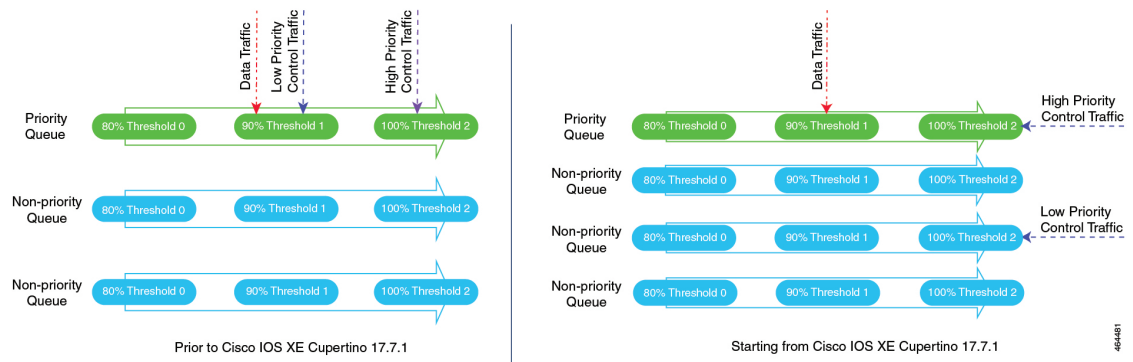 Data Traffic
Low Priority
Control Traffic
High Priority
Control Traffic
Priority
Queue
80% Threshold 0
90% Threshold 1
100% Threshold 2
Non-priority
Queue
80% Threshold 0
90% Threshold 1
100% Threshold 2
Non-priority
Queue
80% Threshold 0
90% Threshold 1
100% Threshold 2
Prior to Cisco IOS XE Cupertino 17.7.1
Data Traffic
Priority
Queue
80% Threshold 0
90% Threshold 1
100% Threshold 2
High Priority
Control Traffic
Non-priority
Queue
80% Threshold 0
90% Threshold 1
100% Threshold 2
Non-priority
Queue
80% Threshold 0
90% Threshold 1
100% Threshold 2
Low Priority
Control Traffic
Non-priority
Queue
80% Threshold 0
90% Threshold 1
100% Threshold 2
Starting from Cisco IOS XE Cupertino 17.7.1
464481